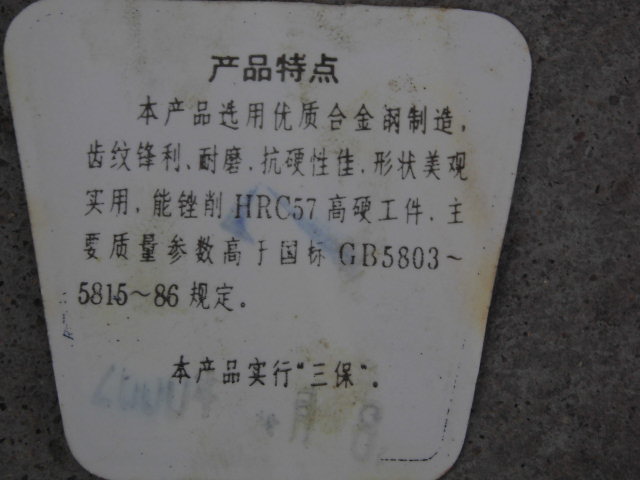 产品特点
本产品选用优质合金钢制造，
齿纹锋利、耐磨、抗硬性佳，形状美观
实用，能锉削HRC57高硬工件，主
要质量参数高于国标GB5803～
5815～86规定。
本产品实行“三保”。
月 8